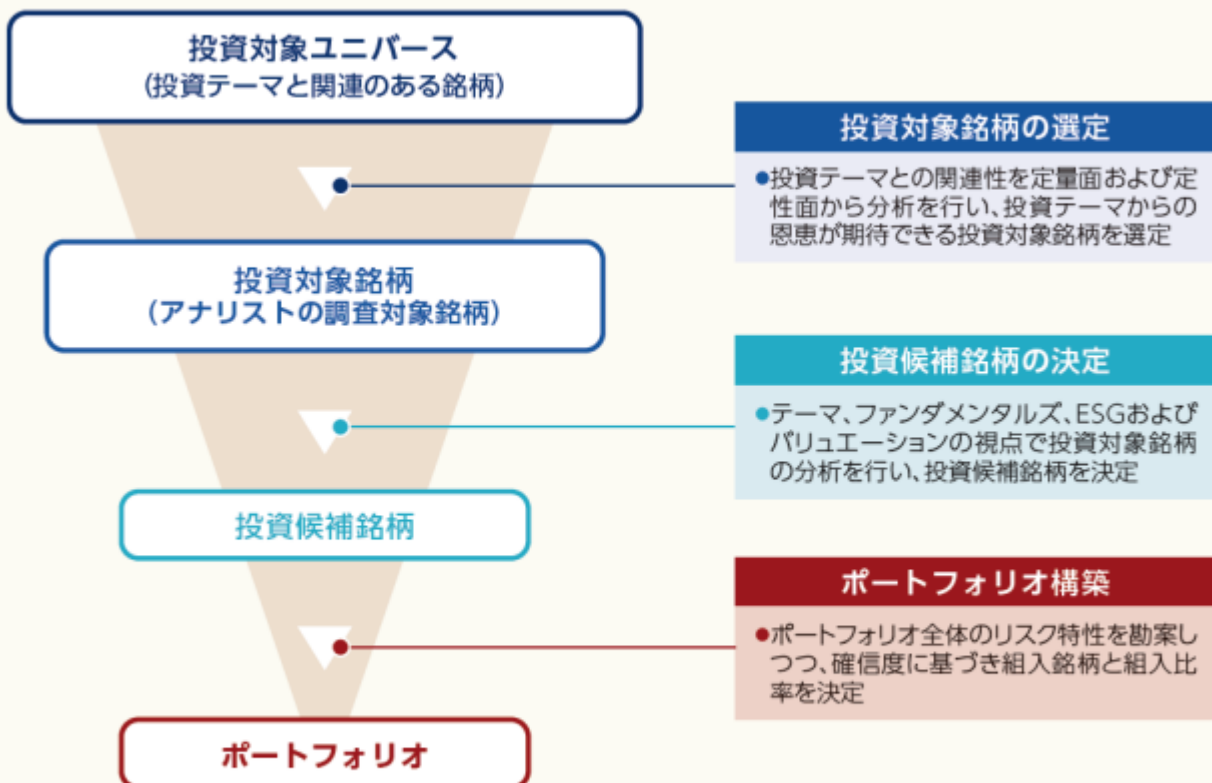 投資対象ユニバース
(投資テーマと関連のある銘柄)
投資対象銘柄の選定
●投資テーマとの関連性を定量面および定
性面から分析を行い、投資テーマからの
恩恵が期待できる投資対象銘柄を選定
投資対象銘柄
(アナリストの調査対象銘柄)
投資候補銘柄の決定
●テーマ、ファンダメンタルズ、ESGおよび
バリュエーションの視点で投資対象銘柄
の分析を行い、投資候補銘柄を決定
投資候補銘柄
ポートフォリオ構築
●ポートフォリオ全体のリスク特性を勘案し
つつ、確信度に基づき組入銘柄と組入比
率を決定
ポートフォリオ